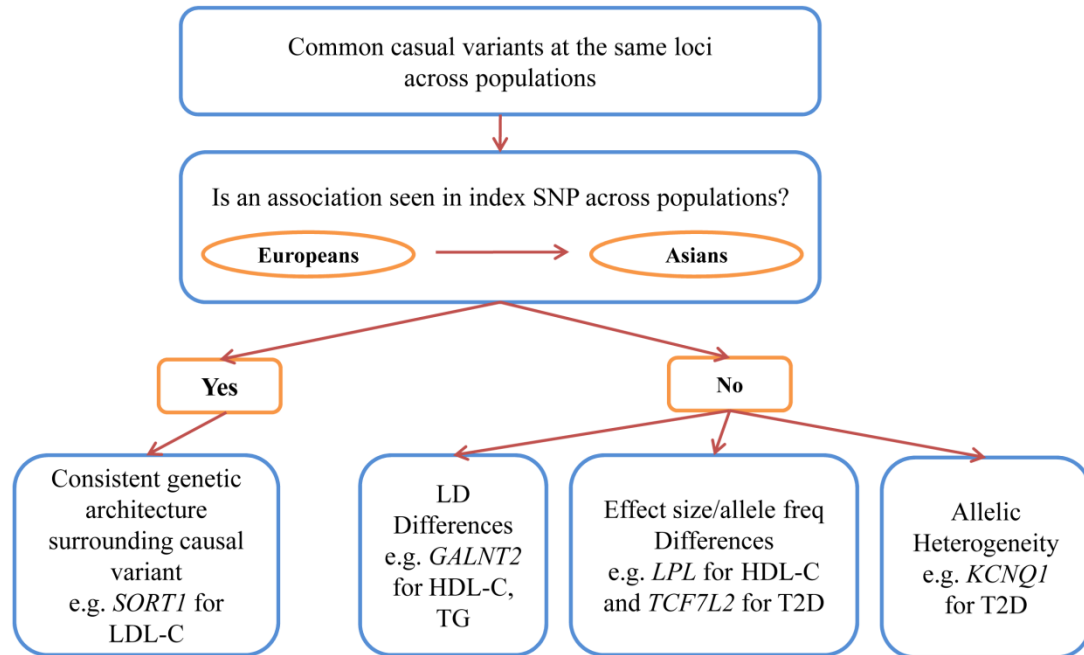 Common casual variants at the same loci
across populations
Is an association seen in index SNP across populations?
Europeans
Asians
Yes
No
Consistent genetic
architecture
surrounding causal
variant
e.g. SORT1 for
LDL-C
LD
Differences
e.g. GALNT2
for HDL-C,
TG
Effect size/allele freq
Differences
e.g. LPL for HDL-C
and TCF7L2 for T2D
Allelic
Heterogeneity
e.g. KCNQ1
for T2D